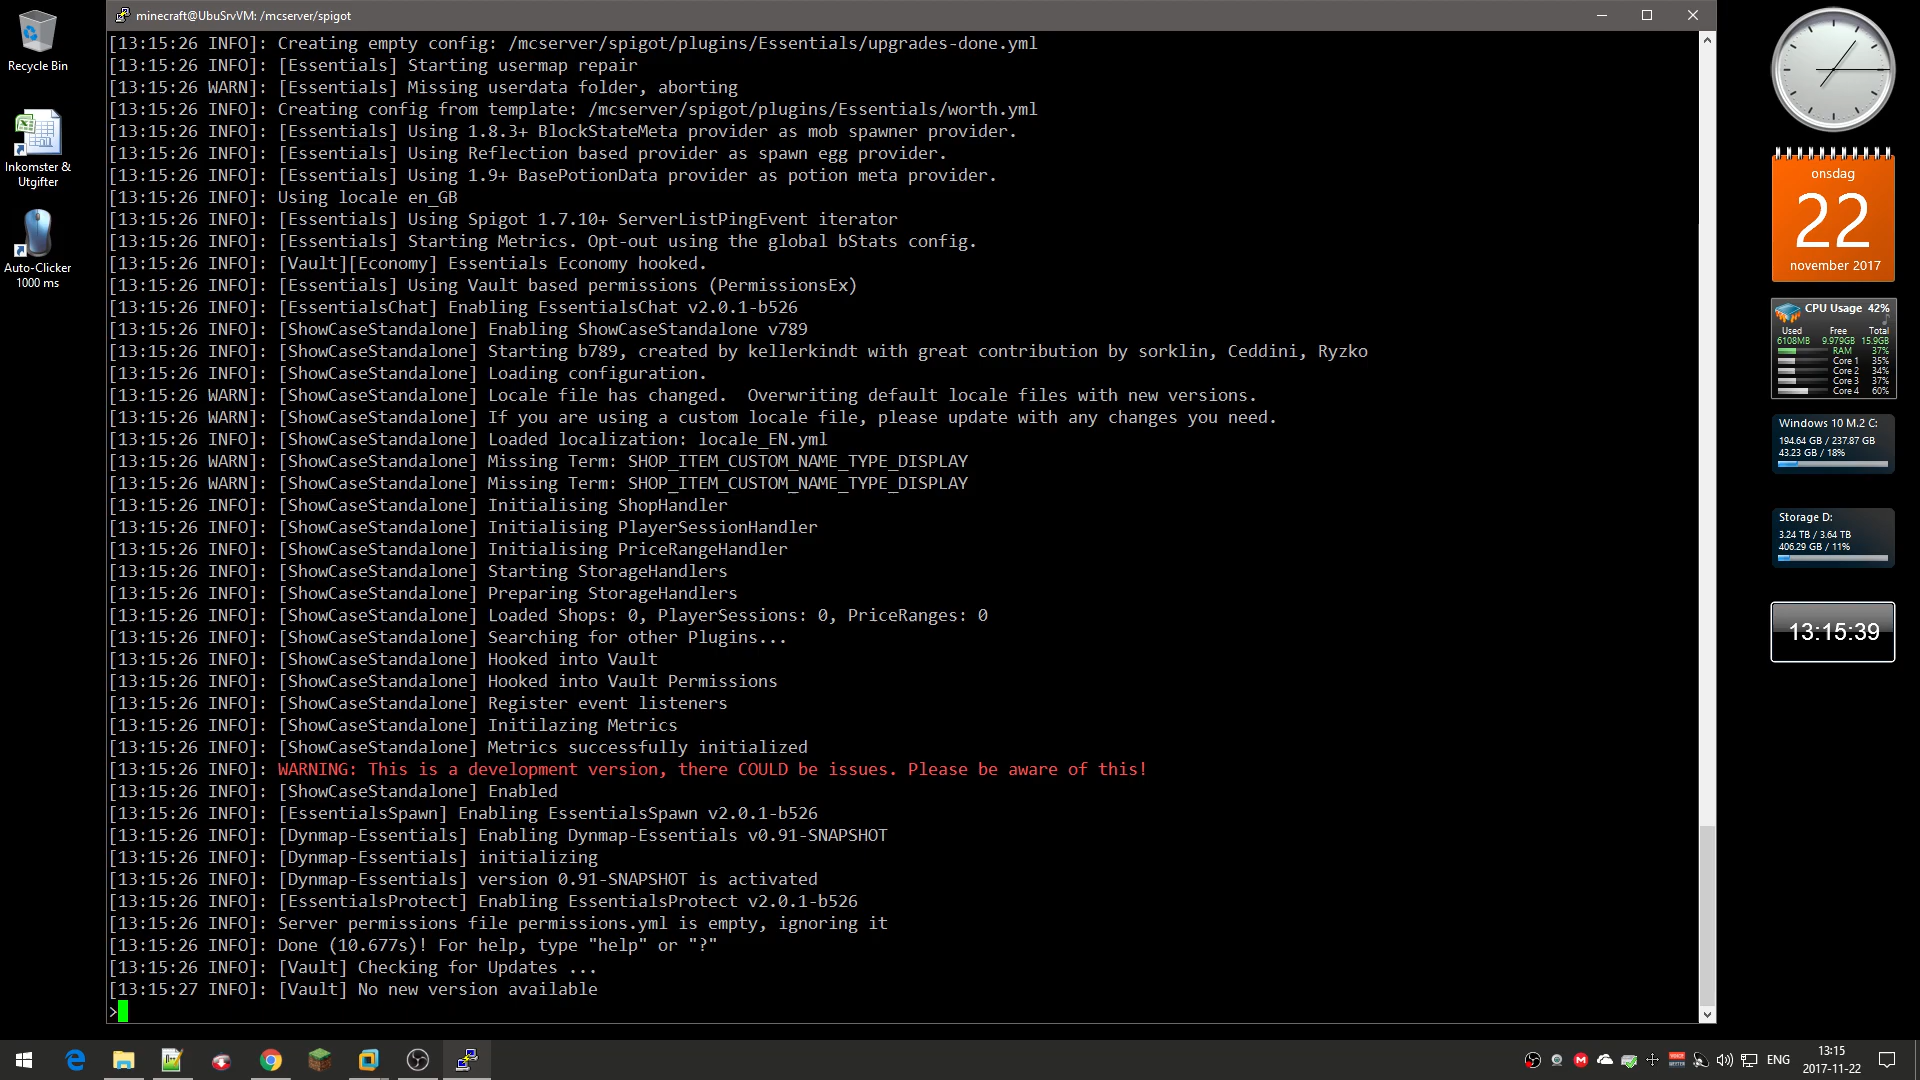 Recycle Bin
Inkomster &
Utgifter
Auto-Clicker
1000 ms
minecraft@UbuSrvVM: /mcserver/spigot
[13:15:26 INFO]: Creating empty config: /mcserver/spigot/plugins/Essentials/upgrades-done.yml
[13:15:26 INFO]: [Essentials] Starting usermap repair
[13:15:26 WARN]: [Essentials] Missing userdata folder, aborting
[13:15:26 INFO]: Creating config from template: /mcserver/spigot/plugins/Essentials/worth.yml
[13:15:26 INFO]: [Essentials] Using 1.8.3+ BlockStateMeta provider as mob spawner provider.
[13:15:26 INFO]: [Essentials] Using Reflection based provider as spawn egg provider.
[13:15:26 INFO]: [Essentials] Using 1.9+ BasePotionData provider as potion meta provider.
[13:15:26 INFO]: Using locale en_GB
[13:15:26 INFO]: [Essentials] Using Spigot 1.7.10+ ServerListPingEvent iterator
[13:15:26 INFO]: [Essentials] Starting Metrics. Opt-out using the global bStats config.
[13:15:26 INFO]: [Vault][Economy] Essentials Economy hooked.
[13:15:26 INFO]: [Essentials] Using Vault based permissions (PermissionsEx)
[13:15:26 INFO]: [EssentialsChat] Enabling EssentialsChat v2.0.1-b526
[13:15:26 INFO]: [ShowCaseStandalone] Enabling ShowCaseStandalone v789
[13:15:26 INFO]: [ShowCaseStandalone] Starting b789, created by kellerkindt with great contribution by sorklin, Ceddini, Ryzko
[13:15:26 INFO]: [ShowCaseStandalone] Loading configuration.
[13:15:26 WARN]: [ShowCaseStandalone] Locale file has changed.  Overwriting default locale files with new versions.
[13:15:26 WARN]: [ShowCaseStandalone] If you are using a custom locale file, please update with any changes you need.
[13:15:26 INFO]: [ShowCaseStandalone] Loaded localization: locale_EN.yml
[13:15:26 WARN]: [ShowCaseStandalone] Missing Term: SHOP_ITEM_CUSTOM_NAME_TYPE_DISPLAY
[13:15:26 WARN]: [ShowCaseStandalone] Missing Term: SHOP_ITEM_CUSTOM_NAME_TYPE_DISPLAY
[13:15:26 INFO]: [ShowCaseStandalone] Initialising ShopHandler
[13:15:26 INFO]: [ShowCaseStandalone] Initialising PlayerSessionHandler
[13:15:26 INFO]: [ShowCaseStandalone] Initialising PriceRangeHandler
[13:15:26 INFO]: [ShowCaseStandalone] Starting StorageHandlers
[13:15:26 INFO]: [ShowCaseStandalone] Preparing StorageHandlers
[13:15:26 INFO]: [ShowCaseStandalone] Loaded Shops: 0, PlayerSessions: 0, PriceRanges: 0
[13:15:26 INFO]: [ShowCaseStandalone] Searching for other Plugins...
[13:15:26 INFO]: [ShowCaseStandalone] Hooked into Vault
[13:15:26 INFO]: [ShowCaseStandalone] Hooked into Vault Permissions
[13:15:26 INFO]: [ShowCaseStandalone] Register event listeners
[13:15:26 INFO]: [ShowCaseStandalone] Initilazing Metrics
[13:15:26 INFO]: [ShowCaseStandalone] Metrics successfully initialized
[13:15:26 INFO]: WARNING: This is a development version, there COULD be issues. Please be aware of this!
[13:15:26 INFO]: [ShowCaseStandalone] Enabled
[13:15:26 INFO]: [EssentialsSpawn] Enabling EssentialsSpawn v2.0.1-b526
[13:15:26 INFO]: [Dynmap-Essentials] Enabling Dynmap-Essentials v0.91-SNAPSHOT
[13:15:26 INFO]: [Dynmap-Essentials] initializing
[13:15:26 INFO]: [Dynmap-Essentials] version 0.91-SNAPSHOT is activated
[13:15:26 INFO]: [EssentialsProtect] Enabling EssentialsProtect v2.0.1-b526
[13:15:26 INFO]: Server permissions file permissions.yml is empty, ignoring it
[13:15:26 INFO]: Done (10.677s)! For help, type "help" or "?"
[13:15:26 INFO]: [Vault] Checking for Updates ...
[13:15:27 INFO]: [Vault] No new version available
>
onsdag
22
november 2017
CPU Usage 42%
Used Free Total
6108MB 9.979GB 15.9GB
RAM 37%
Core 1 35%
Core 2 34%
Core 3 37%
Core 4 60%
Windows 10 M.2 C:
194.64 GB / 237.87 GB
43.23 GB / 18%
Storage D:
3.24 TB / 3.64 TB
406.29 GB / 11%
13:15:39
ENG
13:15
2017-11-22